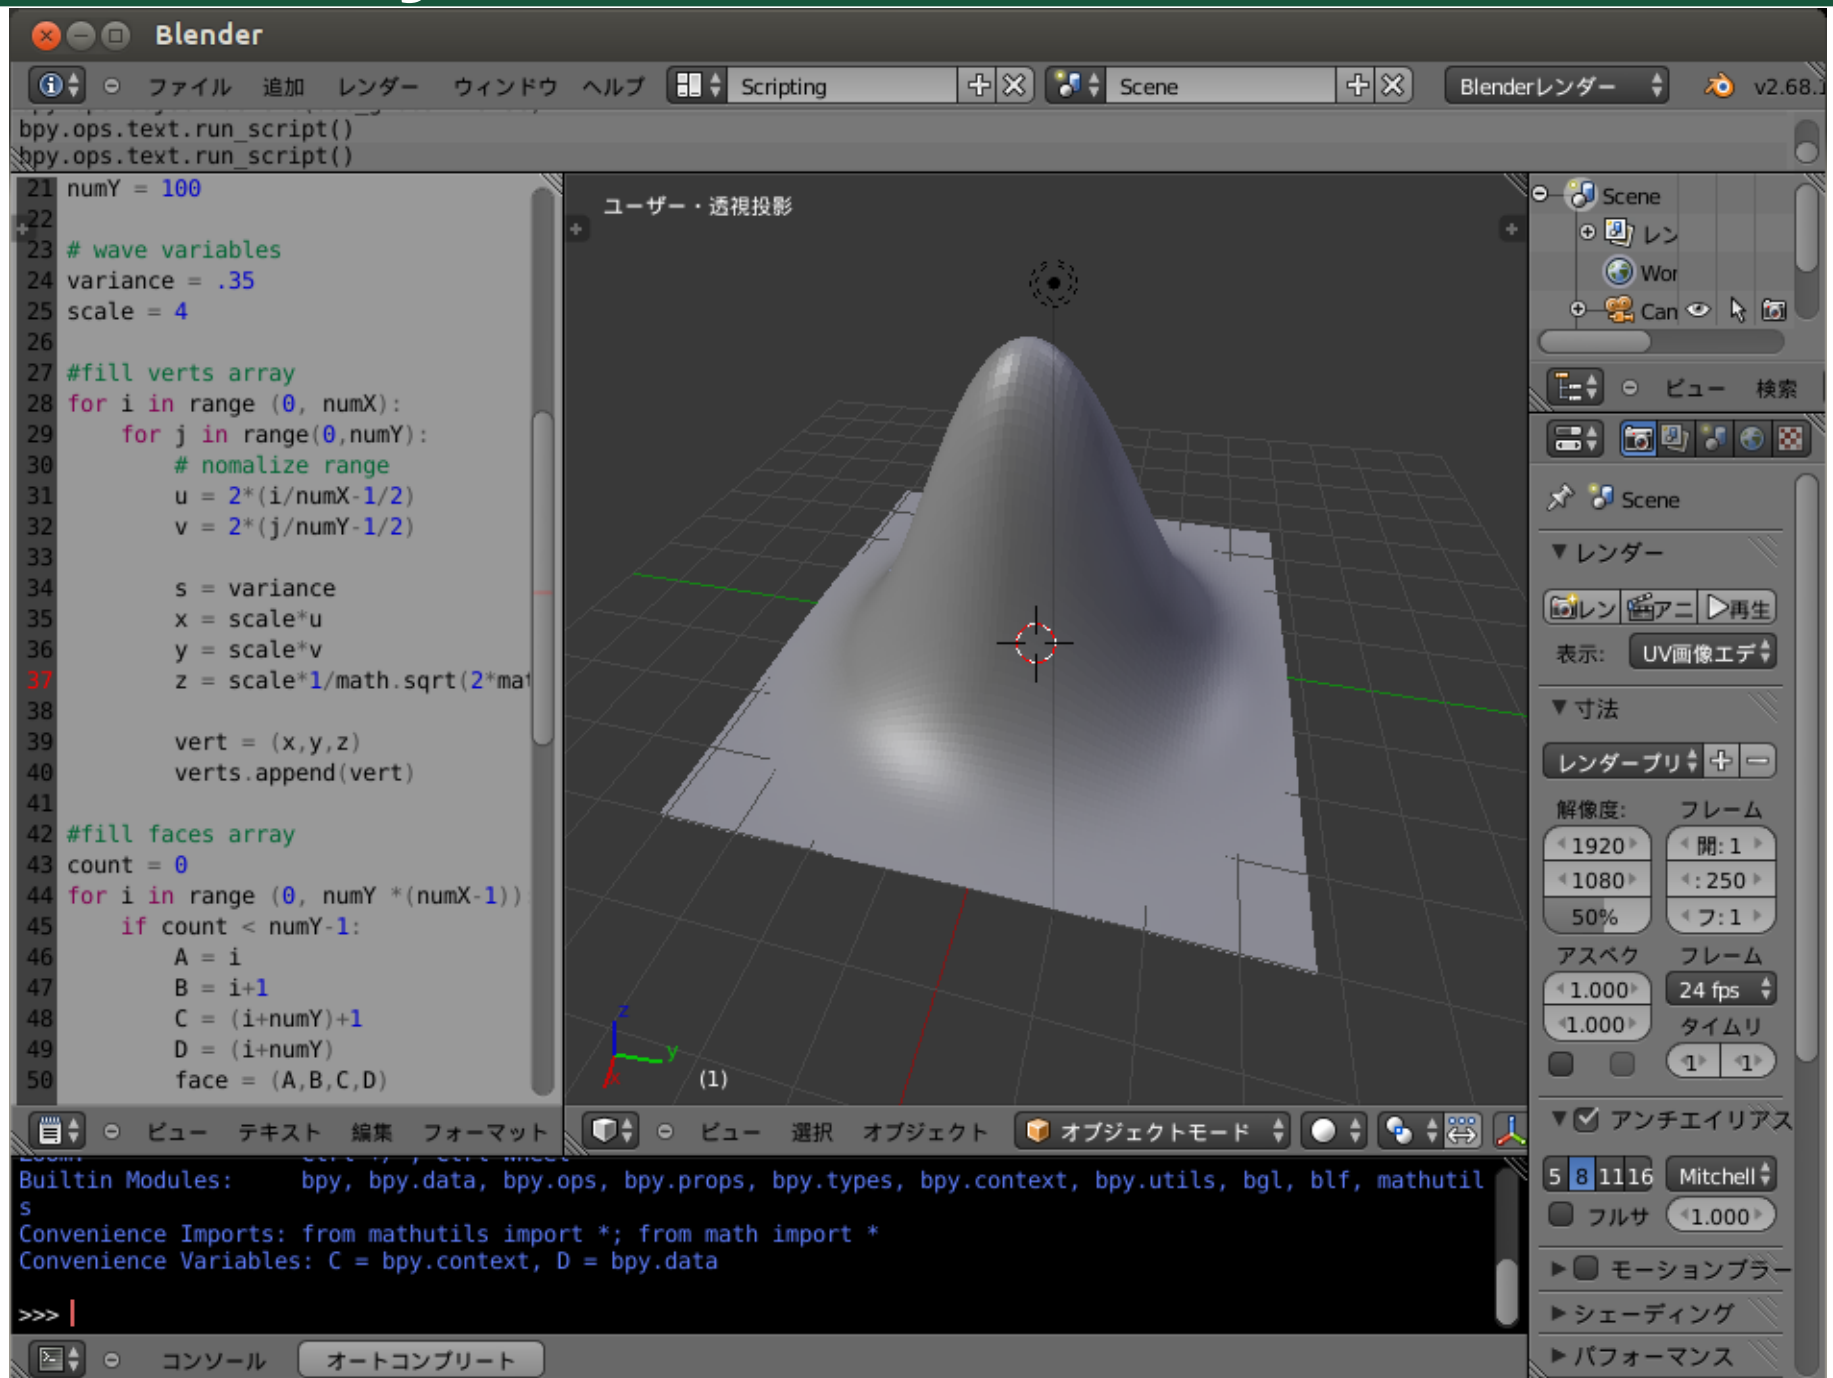 Blender
ファイル 追加 レンダー ウィンドウ ヘルプ Scripting Scene Blenderレンダー v2.68.
bpy.ops.text.run_script()
bpy.ops.text.run_script()
21 numY = 100
22
23 # wave variables
24 variance = .35
25 scale = 4
26
27 #fill verts array
28 for i in range (0, numX):
29 for j in range(0,numY):
30 # nomalize range
31 u = 2*(i/numX-1/2)
32 v = 2*(j/numY-1/2)
33
34 s = variance
35 x = scale*u
36 y = scale*v
37 z = scale*1/math.sqrt(2*mat
38
39 vert = (x,y,z)
40 verts.append(vert)
41
42 #fill faces array
43 count = 0
44 for i in range (0, numY *(numX-1))
45 if count < numY-1:
46 A = i
47 B = i+1
48 C = (i+numY)+1
49 D = (i+numY)
50 face = (A,B,C,D)
ビュー テキスト 編集 フォーマット
ユーザー・透視投影
z
y
x
(1)
ビュー 選択 オブジェクト オブジェクトモード
Scene
レン
Wor
Can
ビュー 検索
Scene
レンダー
レン アニ 再生
表示: UV画像エデ
寸法
レンダープリ
解像度: フレーム
1920 開: 1
1080 : 250
50% フ: 1
アスペク フレーム
1.000 24 fps
1.000 タイムリ
1 1
アンチエイリアス
5 8 11 16 Mitchell
フルサ 1.000
モーションブラー
シェーディング
パフォーマンス
Builtin Modules: bpy, bpy.data, bpy.ops, bpy.props, bpy.types, bpy.context, bpy.utils, bgl, blf, mathutil
s
Convenience Imports: from mathutils import *; from math import *
Convenience Variables: C = bpy.context, D = bpy.data
>>>
コンソール オートコンプリート